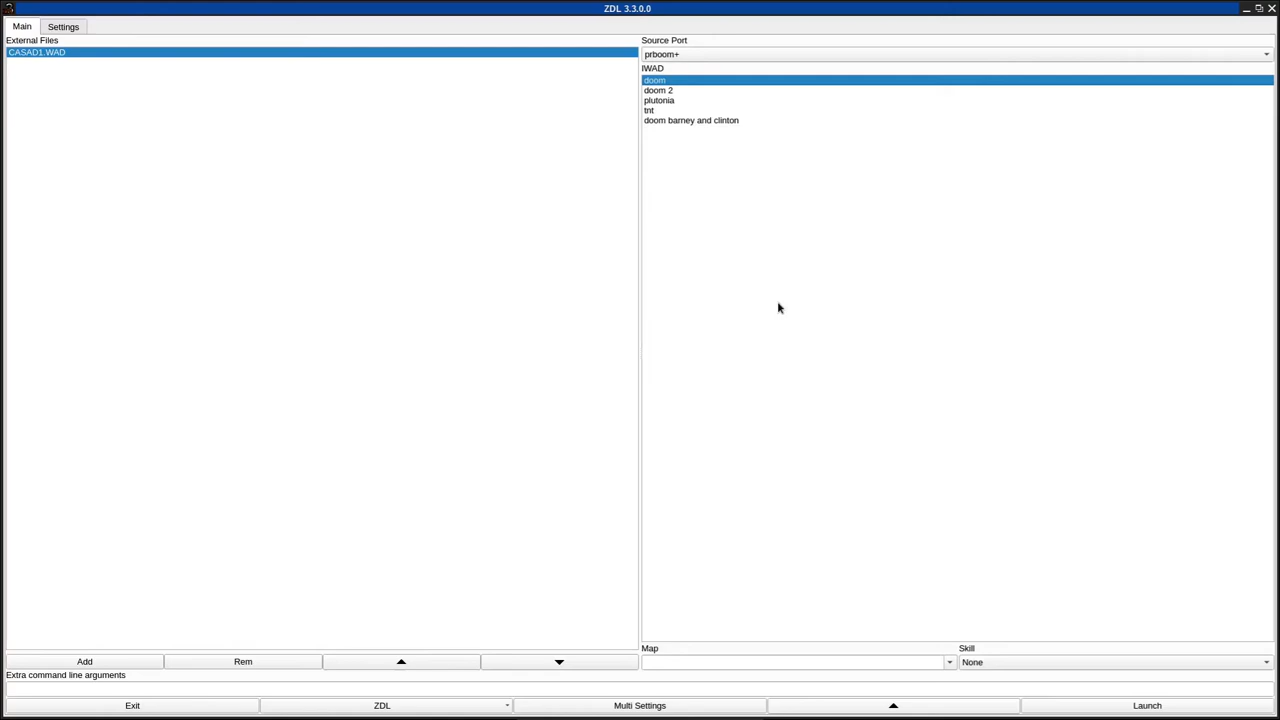 ZDL 3.3.0.0
Main
Settings
External Files
CASAD1.WAD
Source Port
prboom+
IWAD
doom
doom 2
plutonia
tnt
doom barney and clinton
Add
Rem
Map
Skill
None
Extra command line arguments
Exit
ZDL
Multi Settings
Launch